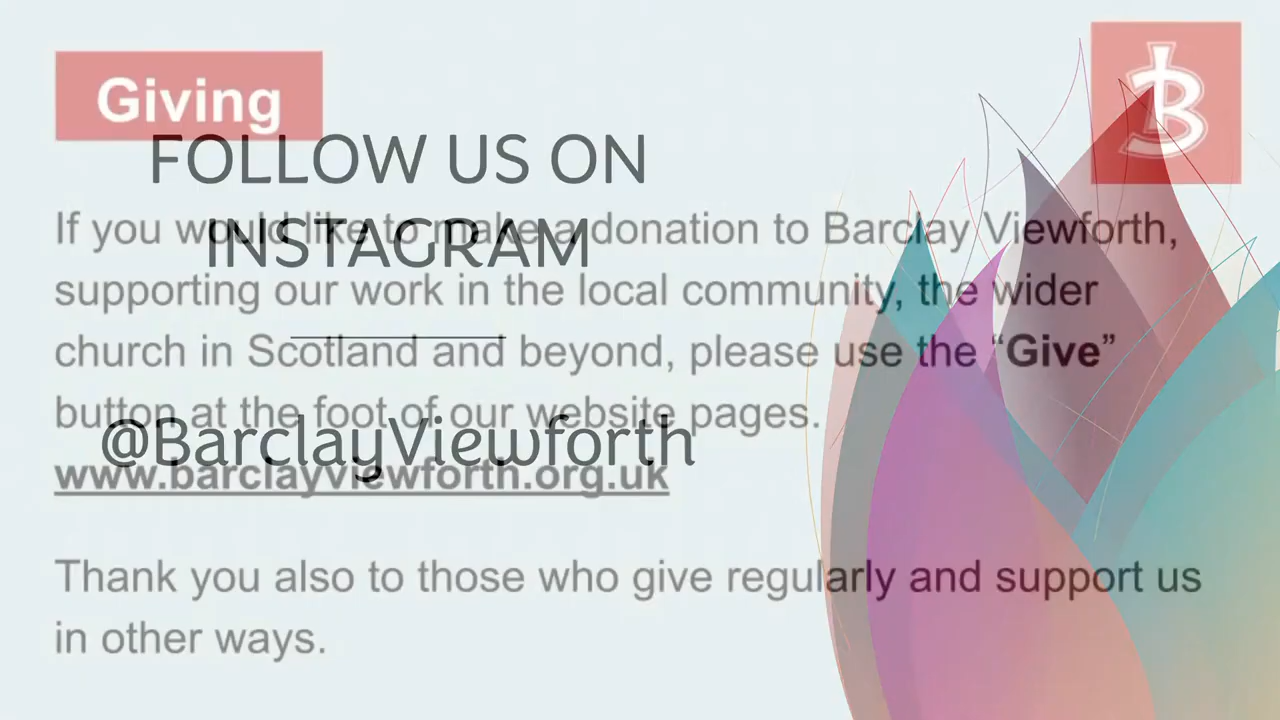 Giving
B
FOLLOW US ON
INSTAGRAM
@BarclayViewforth
If you would like to make a donation to Barclay Viewforth,
supporting our work in the local community, the wider
church in Scotland and beyond, please use the “Give”
button at the foot of our website pages.
www.barclayviewforth.org.uk
Thank you also to those who give regularly and support us
in other ways.